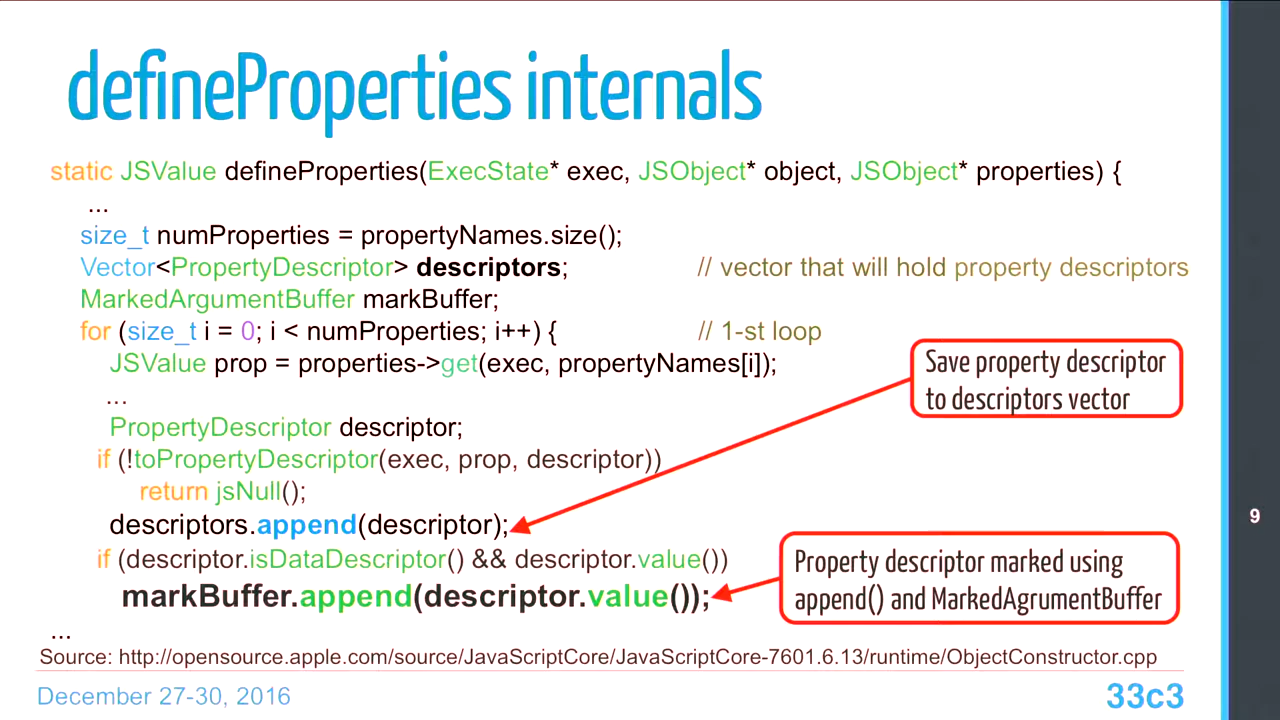 defineProperties internals
static JSValue defineProperties(ExecState* exec, JSObject* object, JSObject* properties) {
...
size_t numProperties = propertyNames.size();
Vector<PropertyDescriptor> descriptors; // vector that will hold property descriptors
MarkedArgumentBuffer markBuffer;
for (size_t i = 0; i < numProperties; i++) { // 1-st loop
JSValue prop = properties->get(exec, propertyNames[i]);
...
PropertyDescriptor descriptor;
if (!toPropertyDescriptor(exec, prop, descriptor))
return jsNull();
descriptors.append(descriptor);
if (descriptor.isDataDescriptor() && descriptor.value())
markBuffer.append(descriptor.value());
...
Save property descriptor
to descriptors vector
Property descriptor marked using
append() and MarkedAgrumentBuffer
9
Source: http://opensource.apple.com/source/JavaScriptCore/JavaScriptCore-7601.6.13/runtime/ObjectConstructor.cpp
December 27-30, 2016
33c3